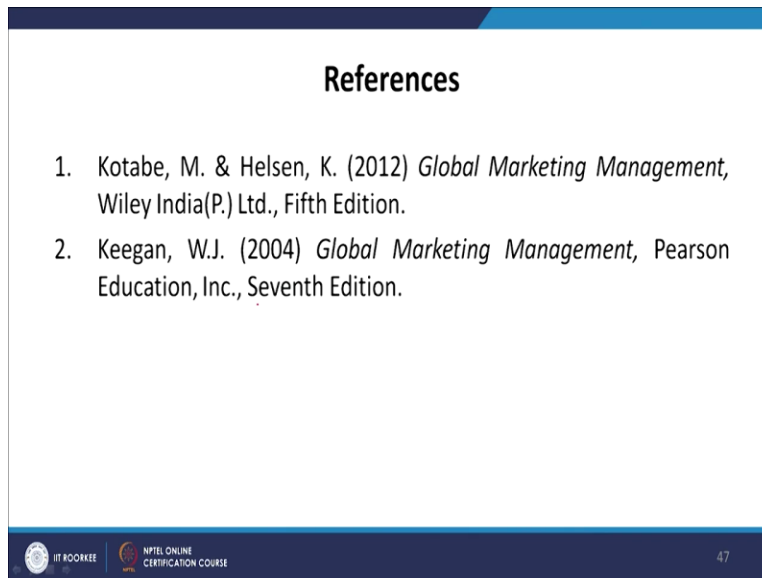 References
1. Kotabe, M. & Helsen, K. (2012) Global Marketing Management,
Wiley India(P.) Ltd., Fifth Edition.
2. Keegan, W.J. (2004) Global Marketing Management, Pearson
Education, Inc., Seventh Edition.
IIT ROORKEE
NPTEL ONLINE
CERTIFICATION COURSE
47